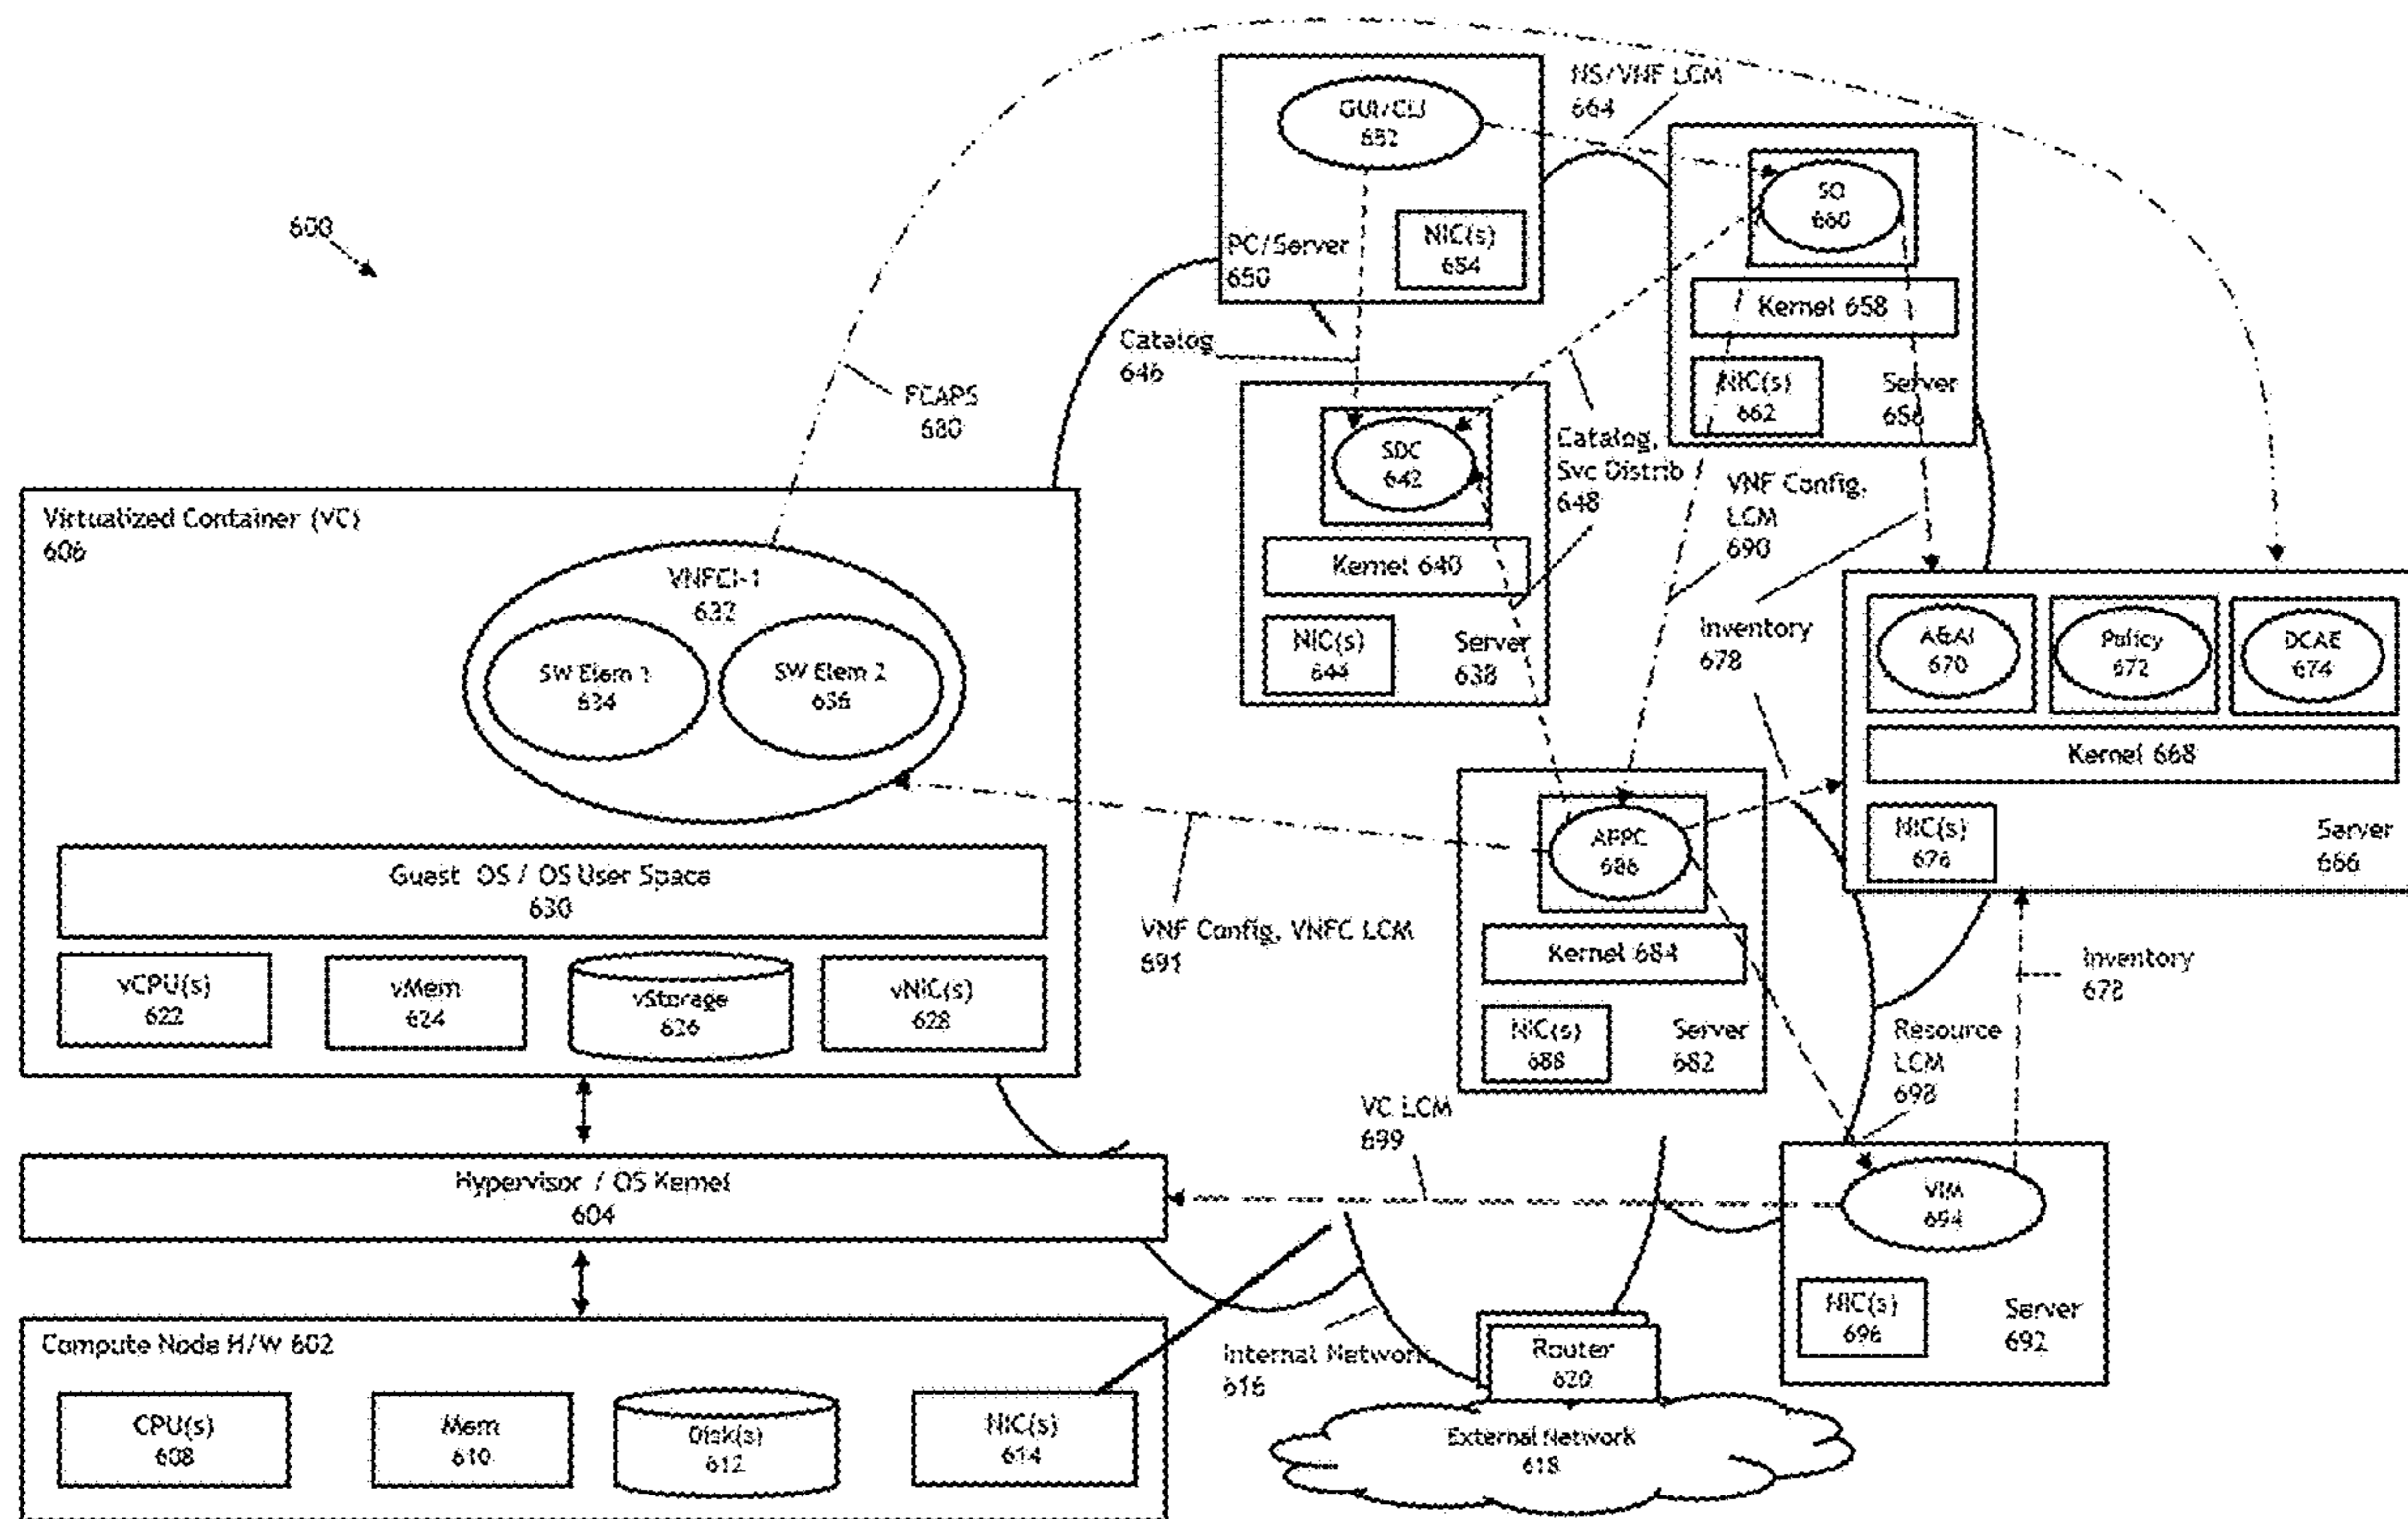 600
NS/VNF LCM
664
GUI/CLI
652
PC/Server
650
NIC(s)
654
SO
660
Kernel 658
NIC(s)
662
Server
656
Catalog
646
FCAPS
680
SDC
642
Kernel 640
NIC(s)
644
Server
638
Catalog,
Svc Distrib
648
VNF Config,
LCM
690
Inventory
678
A&AI
670
Policy
672
DCAE
674
Kernel 668
NIC(s)
676
Server
666
Virtualized Container (VC)
606
VNFCI-1
632
SW Elem 1
634
SW Elem 2
636
Guest OS / OS User Space
630
vCPU(s)
622
vMem
624
vStorage
626
vNIC(s)
628
VNF Config, VNFC LCM
691
APPC
686
Kernel 684
NIC(s)
688
Server
682
Inventory
678
Resource
LCM
698
VC LCM
699
Hypervisor / OS Kernel
604
VIM
694
NIC(s)
696
Server
692
Compute Node H/W 602
CPU(s)
608
Mem
610
Disk(s)
612
NIC(s)
614
Internal Network
616
Router
620
External Network
618